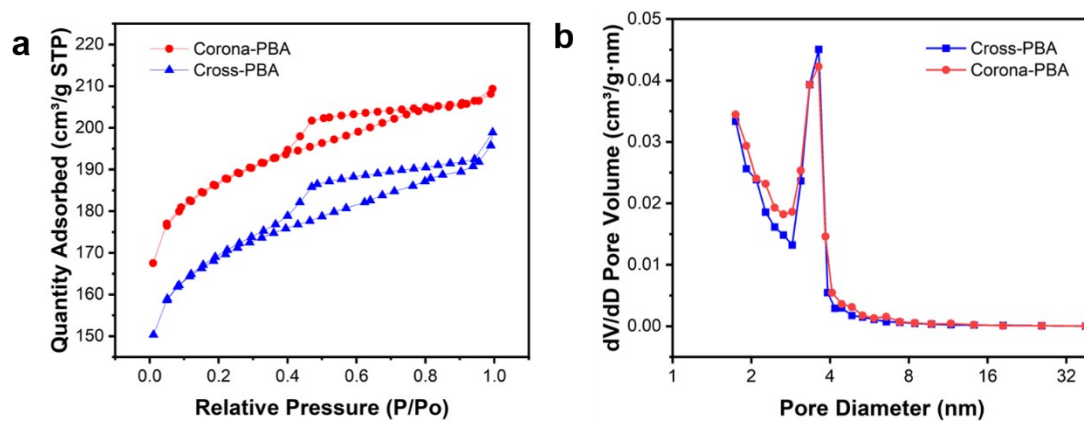 a
Quantity Adsorbed (cm³/g STP)
220
210
200
190
180
170
160
150
Corona-PBA
Cross-PBA
0.0 0.2 0.4 0.6 0.8 1.0
Relative Pressure (P/Po)
b
dV/dD Pore Volume (cm³/g·nm)
0.05
0.04
0.03
0.02
0.01
0.00
Cross-PBA
Corona-PBA
1 2 4 8 16 32
Pore Diameter (nm)